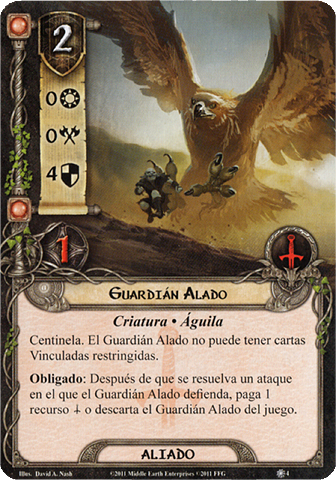 2
0
0
4
1
Guardián Alado
Criatura • Águila
Centinela. El Guardián Alado no puede tener cartas
Vinculadas restringidas.
Obligado: Después de que se resuelva un ataque
en el que el Guardián Alado defienda, paga 1
recurso o descarta el Guardián Alado del juego.
Illus. David A. Nash
ALIADO
©2011 Middle Earth Enterprises ©2011 FFG
4